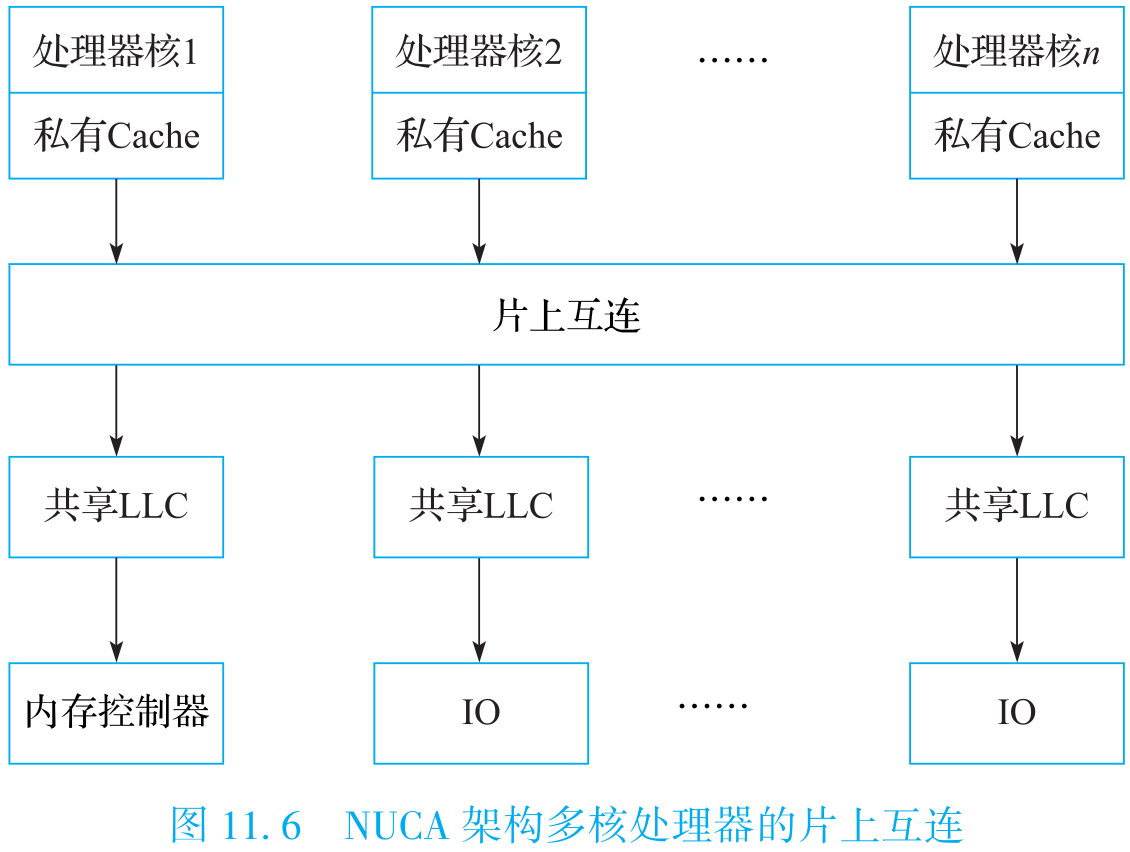 处理器核1 处理器核2 …… 处理器核n
私有Cache 私有Cache 私有Cache
片上互连
共享LLC 共享LLC …… 共享LLC
内存控制器 IO …… IO
图 11.6 NUCA 架构多核处理器的片上互连